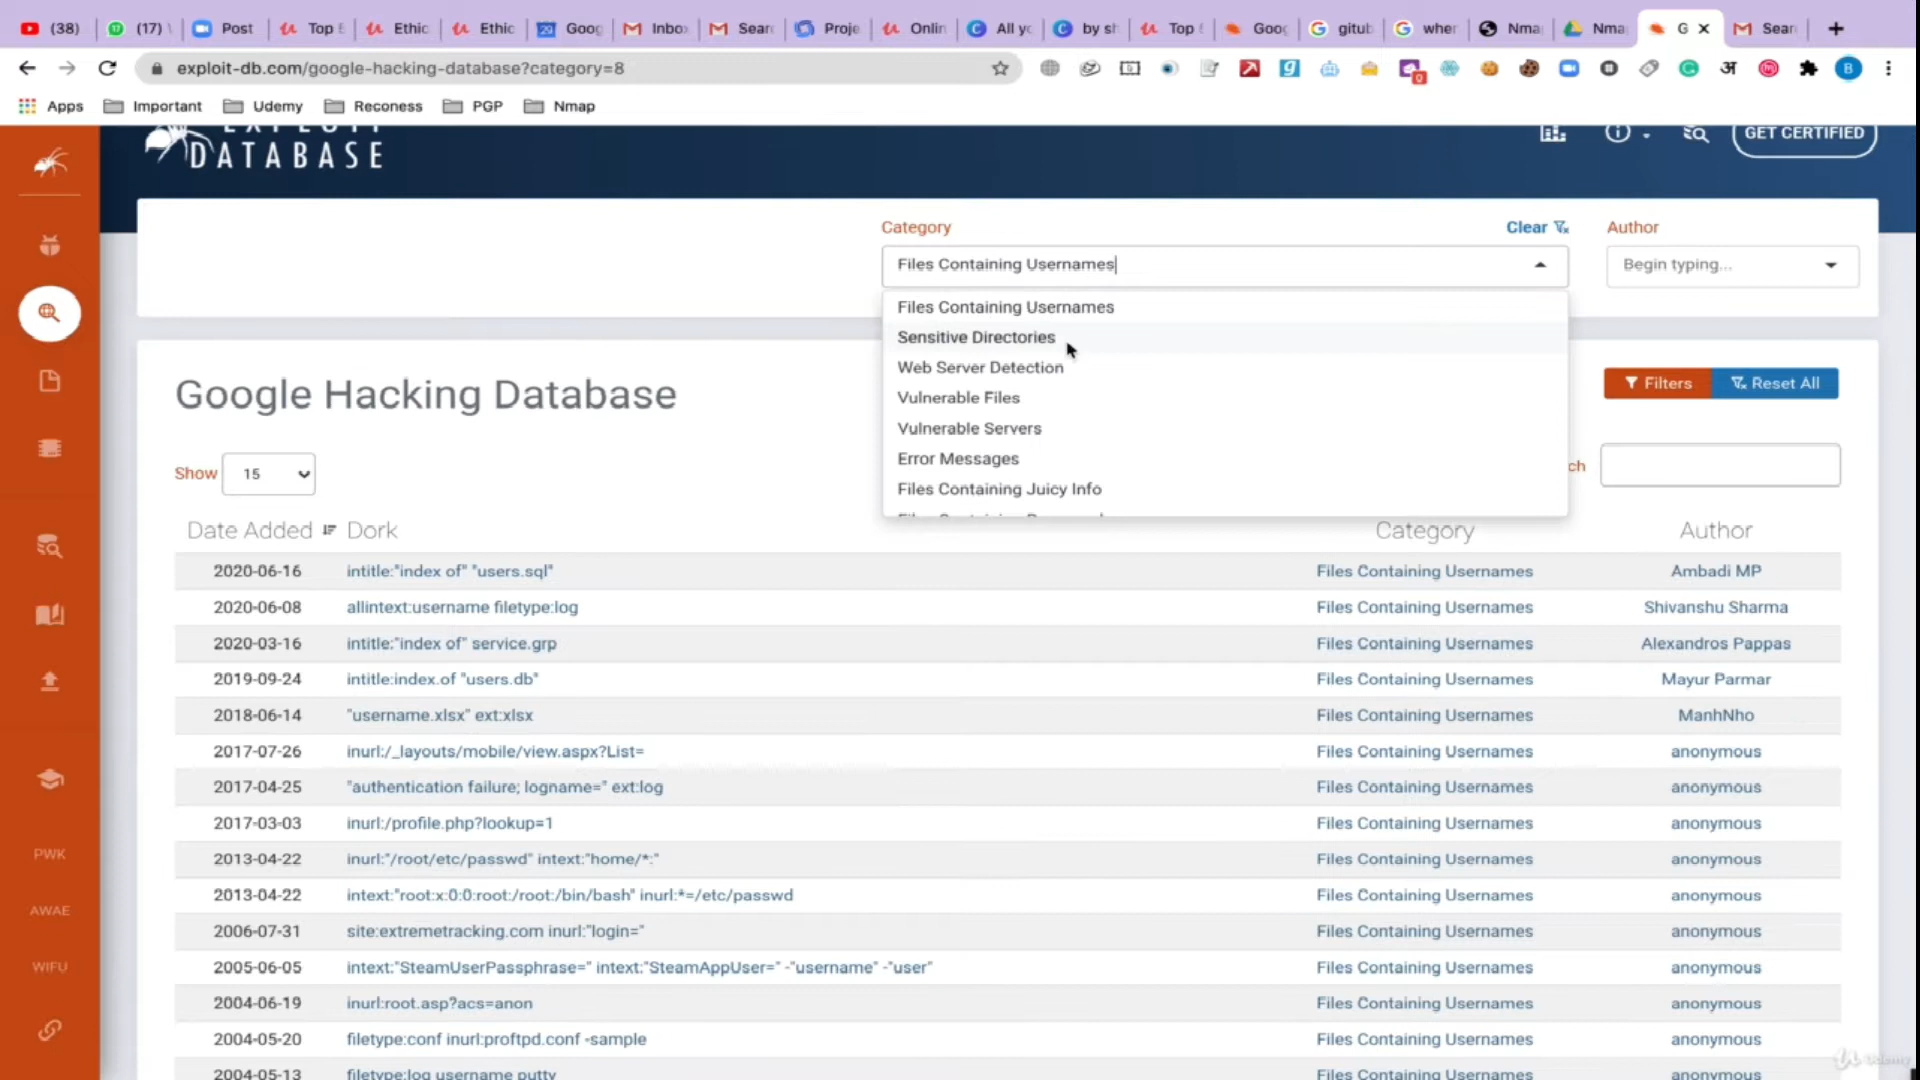 (38)
(17)
Post
Top
Ethic
Ethic
Goog
Inbo
Sear
Proje
Onlin
All yo
by sh
Top
Goog
gitub
wher
Nma
Nma
G
Sear
exploit-db.com/google-hacking-database?category=8
B
Apps
Important
Udemy
Reconess
PGP
Nmap
EXPLOIT
DATABASE
GET CERTIFIED
Category
Clear
Author
Files Containing Usernames
Begin typing...
Files Containing Usernames
Sensitive Directories
Web Server Detection
Vulnerable Files
Vulnerable Servers
Error Messages
Files Containing Juicy Info
Google Hacking Database
Filters
Reset All
Show 15
ch
Date Added Dork Category Author
2020-06-16 intitle:"index of" "users.sql" Files Containing Usernames Ambadi MP
2020-06-08 allintext:username filetype:log Files Containing Usernames Shivanshu Sharma
2020-03-16 intitle:"index of" service.grp Files Containing Usernames Alexandros Pappas
2019-09-24 intitle:index.of "users.db" Files Containing Usernames Mayur Parmar
2018-06-14 "username.xlsx" ext:xlsx Files Containing Usernames ManhNho
2017-07-26 inurl:/_layouts/mobile/view.aspx?List= Files Containing Usernames anonymous
2017-04-25 "authentication failure; logname=" ext:log Files Containing Usernames anonymous
2017-03-03 inurl:/profile.php?lookup=1 Files Containing Usernames anonymous
2013-04-22 inurl:"/root/etc/passwd" intext:"home/*:" Files Containing Usernames anonymous
2013-04-22 intext:"root:x:0:0:root:/root:/bin/bash" inurl:*=/etc/passwd Files Containing Usernames anonymous
2006-07-31 site:extremetracking.com inurl:"login=" Files Containing Usernames anonymous
2005-06-05 intext:"SteamUserPassphrase=" intext:"SteamAppUser=" -"username" -"user" Files Containing Usernames anonymous
2004-06-19 inurl:root.asp?acs=anon Files Containing Usernames anonymous
2004-05-20 filetype:conf inurl:proftpd.conf -sample Files Containing Usernames anonymous
2004-05-13 filetype:log username putty Files Containing Usernames anonymous
PWK
AWAE
WIFU
Udemy